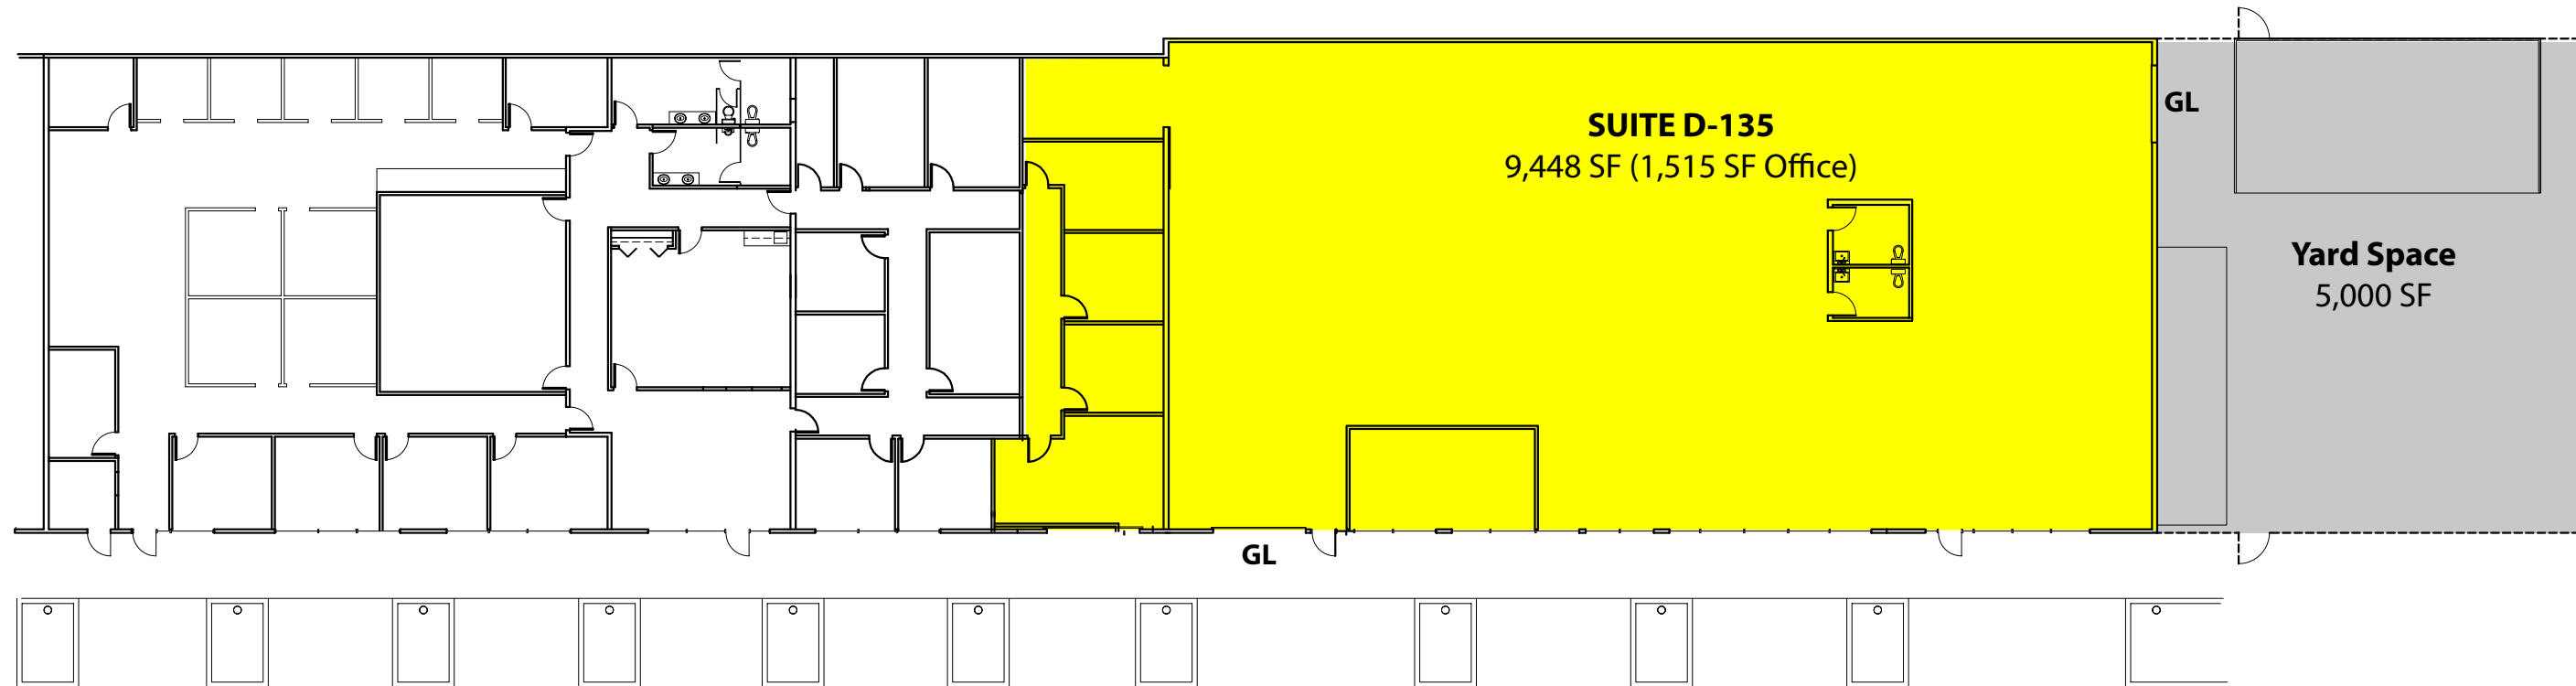 GL
SUITE D-135
9,448 SF (1,515 SF Office)
Yard Space
5,000 SF
GL